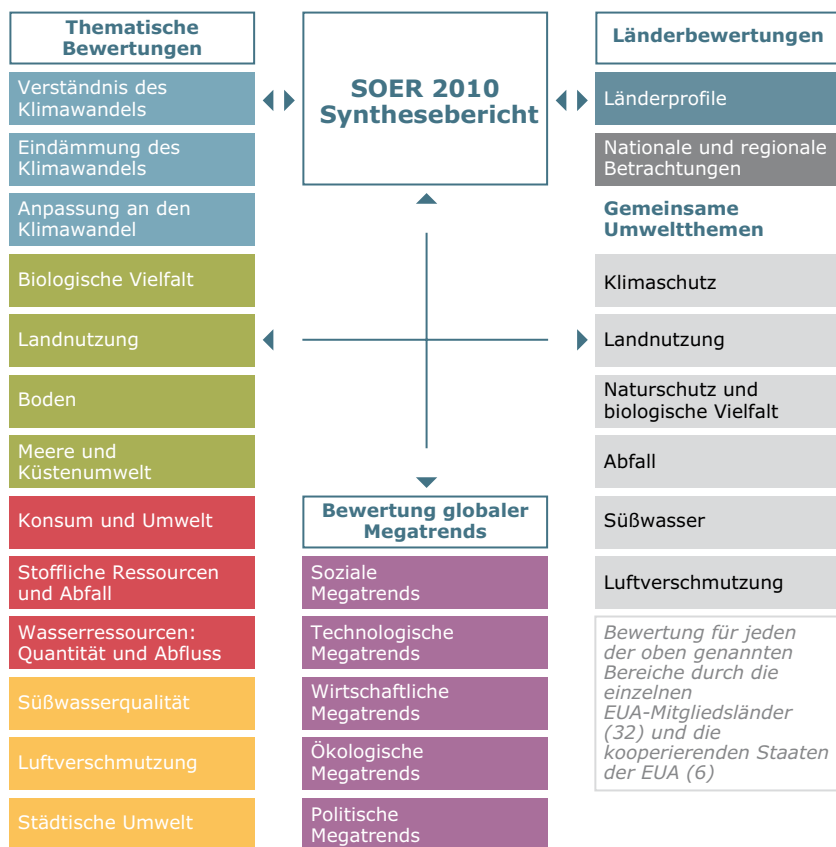 Thematische
Bewertungen
Verständnis des
Klimawandels
Eindämmung des
Klimawandels
Anpassung an den
Klimawandel
Biologische Vielfalt
Landnutzung
Boden
Meere und
Küstenumwelt
Konsum und Umwelt
Stoffliche Ressourcen
und Abfall
Wasserressourcen:
Quantität und Abfluss
Süßwasserqualität
Luftverschmutzung
Städtische Umwelt
SOER 2010
Synthesebericht
Bewertung globaler
Megatrends
Soziale
Megatrends
Technologische
Megatrends
Wirtschaftliche
Megatrends
Ökologische
Megatrends
Politische
Megatrends
Länderbewertungen
Länderprofile
Nationale und regionale
Betrachtungen
Gemeinsame
Umweltthemen
Klimaschutz
Landnutzung
Naturschutz und
biologische Vielfalt
Abfall
Süßwasser
Luftverschmutzung
Bewertung für jeden
der oben genannten
Bereiche durch die
einzelnen
EUA-Mitgliedsländer
(32) und die
kooperierenden Staaten
der EUA (6)